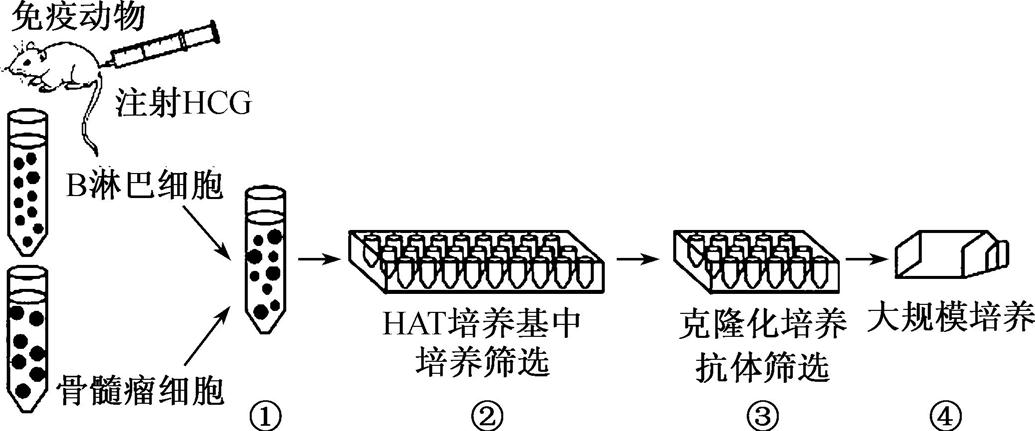 免疫动物
注射HCG
B淋巴细胞
骨髓瘤细胞
HAT培养基中
培养筛选
克隆化培养
抗体筛选
大规模培养
①
②
③
④